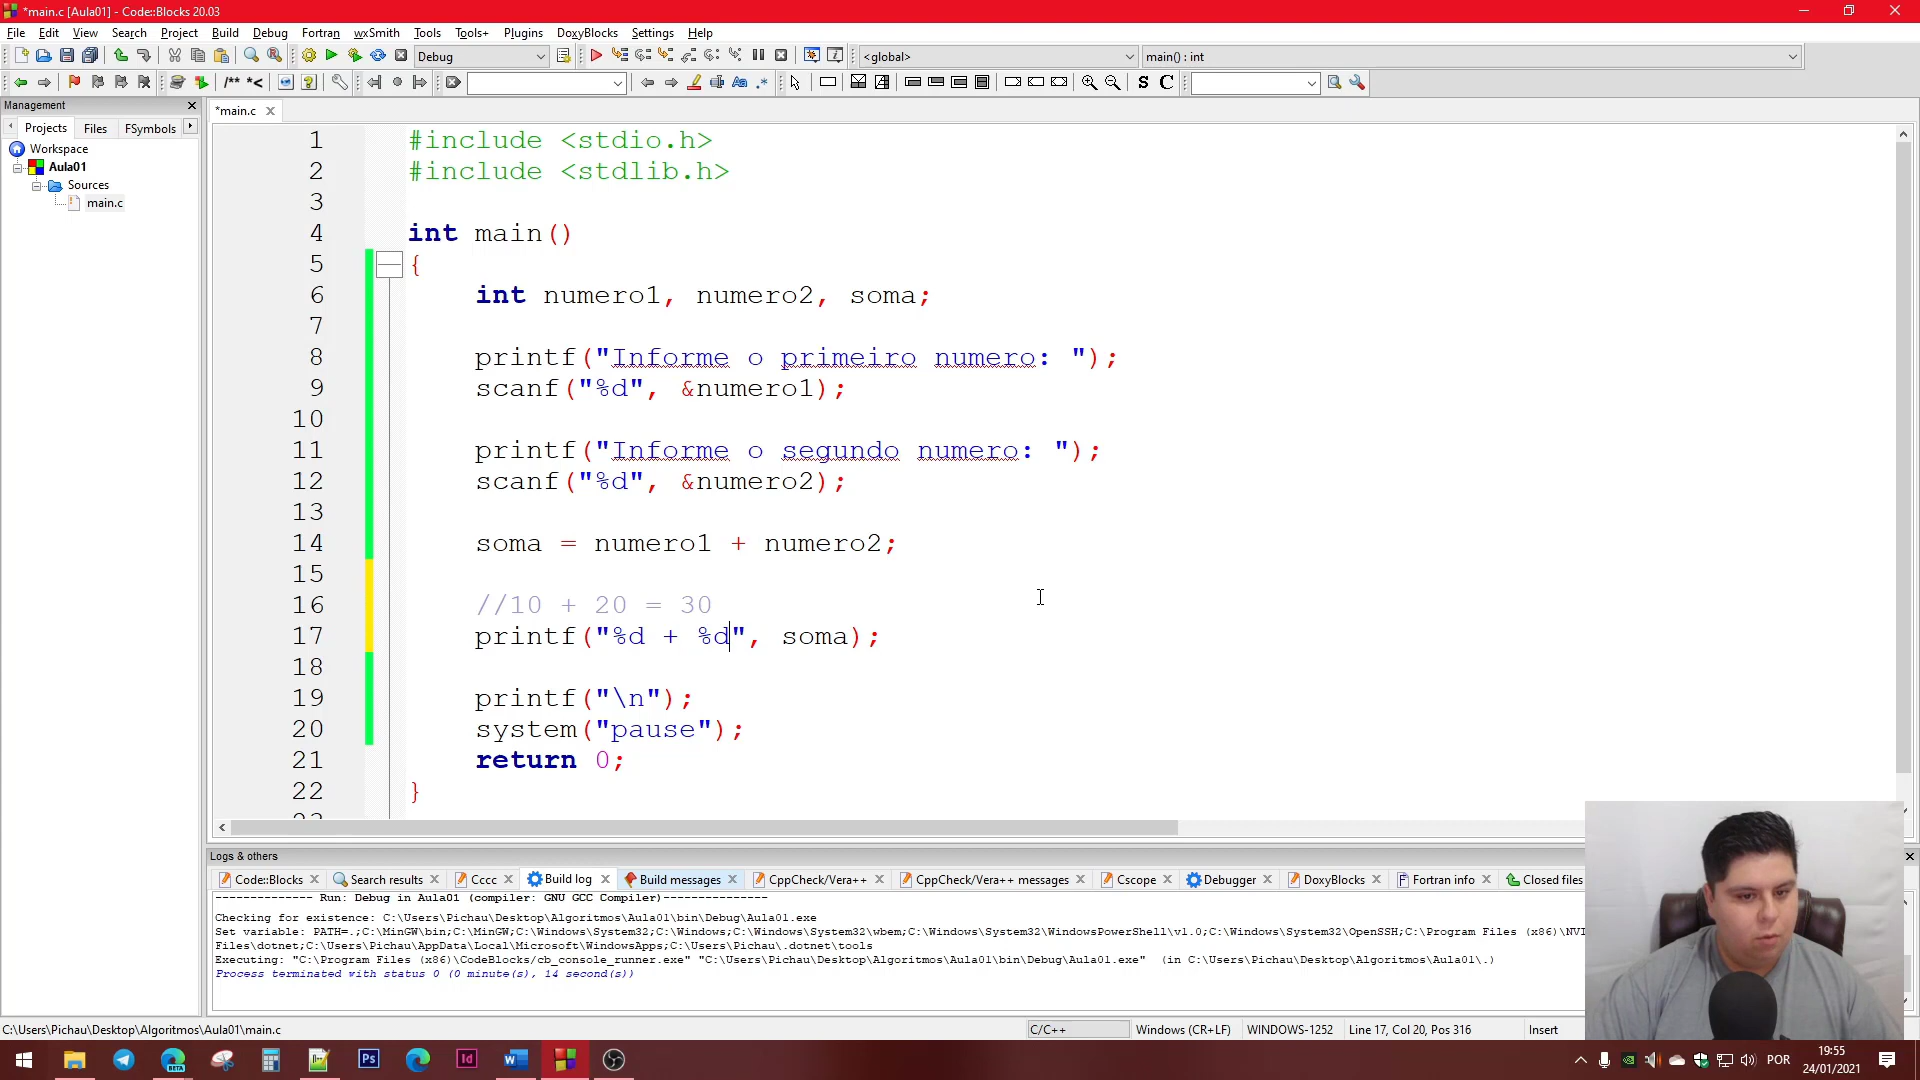 *main.c [Aula01] - Code::Blocks 20.03
File Edit View Search Project Build Debug Fortran wxSmith Tools Tools+ Plugins DoxyBlocks Settings Help
Debug <global> main() : int
/** *< Aa .* S C
Management
Projects Files FSymbols
*main.c
Workspace
Aula01
Sources
main.c
1 #include <stdio.h>
2 #include <stdlib.h>
3
4 int main()
5 {
6 int numero1, numero2, soma;
7
8 printf("Informe o primeiro numero: ");
9 scanf("%d", &numero1);
10
11 printf("Informe o segundo numero: ");
12 scanf("%d", &numero2);
13
14 soma = numero1 + numero2;
15
16 //10 + 20 = 30
17 printf("%d + %d", soma);
18
19 printf("\n");
20 system("pause");
21 return 0;
22 }
Logs & others
Code::Blocks Search results Cccc Build log Build messages CppCheck/Vera++ CppCheck/Vera++ messages Cscope Debugger DoxyBlocks Fortran info Closed files
-------------- Run: Debug in Aula01 (compiler: GNU GCC Compiler)---------------
Checking for existence: C:\Users\Pichau\Desktop\Algoritmos\Aula01\bin\Debug\Aula01.exe
Set variable: PATH=.;C:\MinGW\bin;C:\MinGW;C:\Windows\System32;C:\Windows;C:\Windows\System32\wbem;C:\Windows\System32\WindowsPowerShell\v1.0;C:\Windows\System32\OpenSSH;C:\Program Files (x86)\NVI
Files\dotnet;C:\Users\Pichau\AppData\Local\Microsoft\WindowsApps;C:\Users\Pichau\.dotnet\tools
Executing: "C:\Program Files (x86)\CodeBlocks/cb_console_runner.exe" "C:\Users\Pichau\Desktop\Algoritmos\Aula01\bin\Debug\Aula01.exe" (in C:\Users\Pichau\Desktop\Algoritmos\Aula01\.)
Process terminated with status 0 (0 minute(s), 14 second(s))
C:\Users\Pichau\Desktop\Algoritmos\Aula01\main.c C/C++ Windows (CR+LF) WINDOWS-1252 Line 17, Col 20, Pos 316 Insert
BETA Ps Id W POR 19:55
24/01/2021